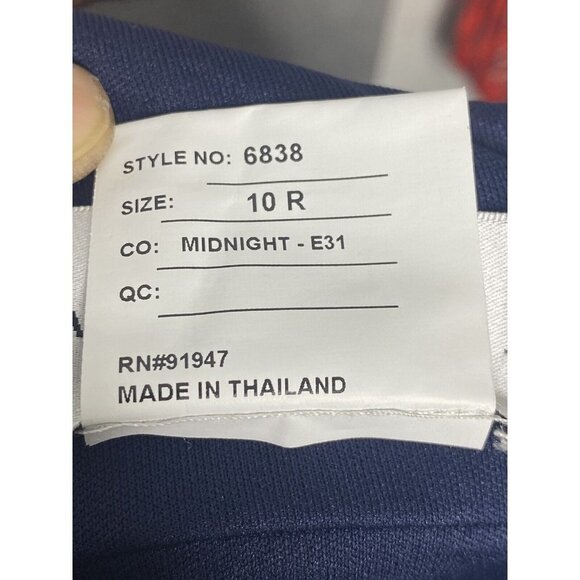 STYLE NO: 6838
SIZE: 10 R
CO: MIDNIGHT - E31
QC:
RN#91947
MADE IN THAILAND